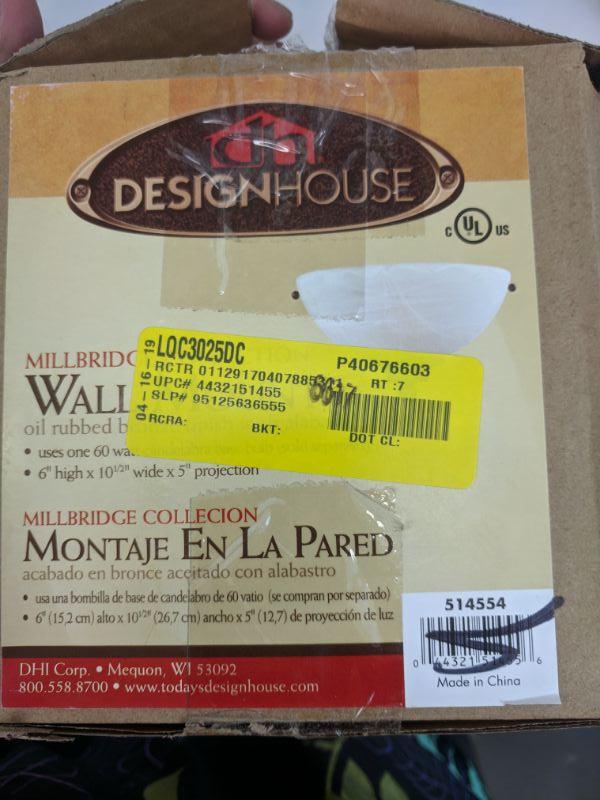 dh
DESIGNHOUSE
C UL US
04-16-19
LQC3025DC
P40676603
RCTR
RT :7
UPC# 4432151455
SLP# 95125636555
RCRA:
BKT:
DOT CL:
MILLBRIDG
WALL
oil rubbed
• uses one 60
• 6" high x 10 1/2" wide x 5" projection
MILLBRIDGE COLLECION
MONTAJE EN LA PARED
acabado en bronce aceitado con alabastro
• usa una bombilla de base de candelabro de 60 vatio (se compran por separado)
• 6" (15,2 cm) alto x 10 1/2" (26,7 cm) ancho x 5" (12,7) de proyección de luz
DHI Corp. • Mequon, WI 53092
800.558.8700 • www.todaysdesignhouse.com
514554
Made in China